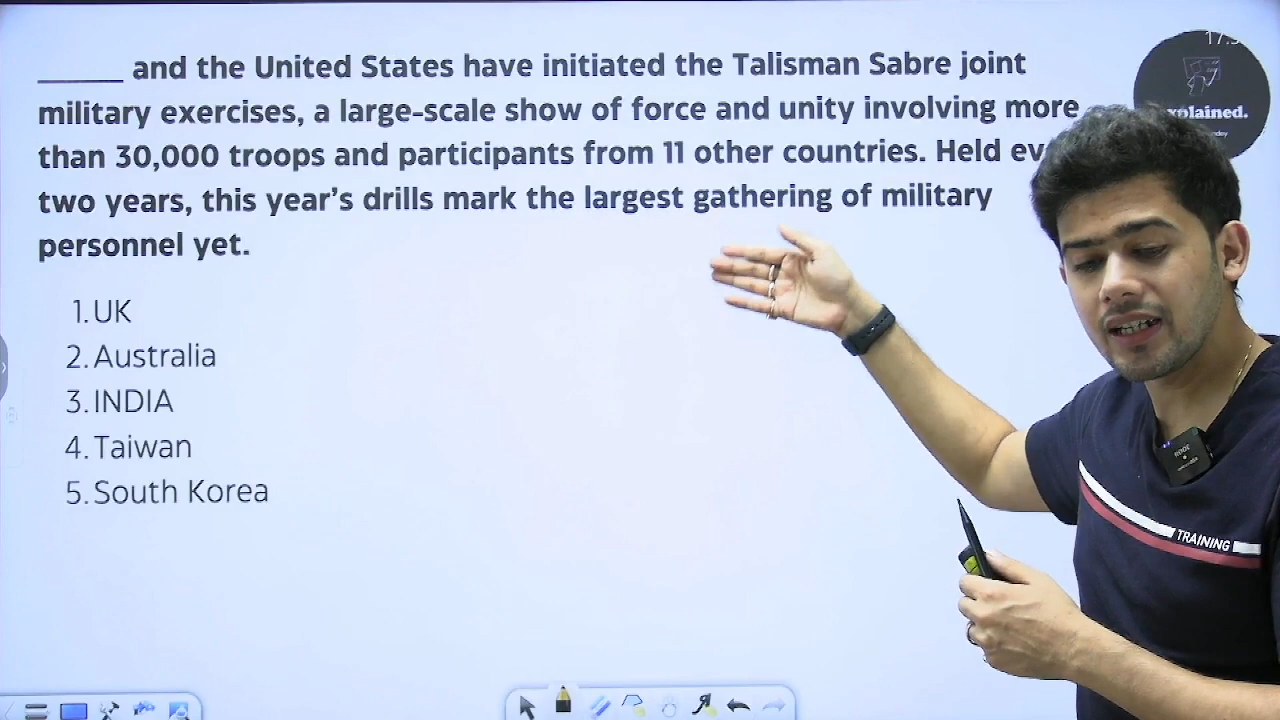 _____ and the United States have initiated the Talisman Sabre joint
military exercises, a large-scale show of force and unity involving more
than 30,000 troops and participants from 11 other countries. Held
two years, this year's drills mark the largest gathering of military
personnel yet.
1. UK
2. Australia
3. INDIA
4. Taiwan
5. South Korea
TRAINING